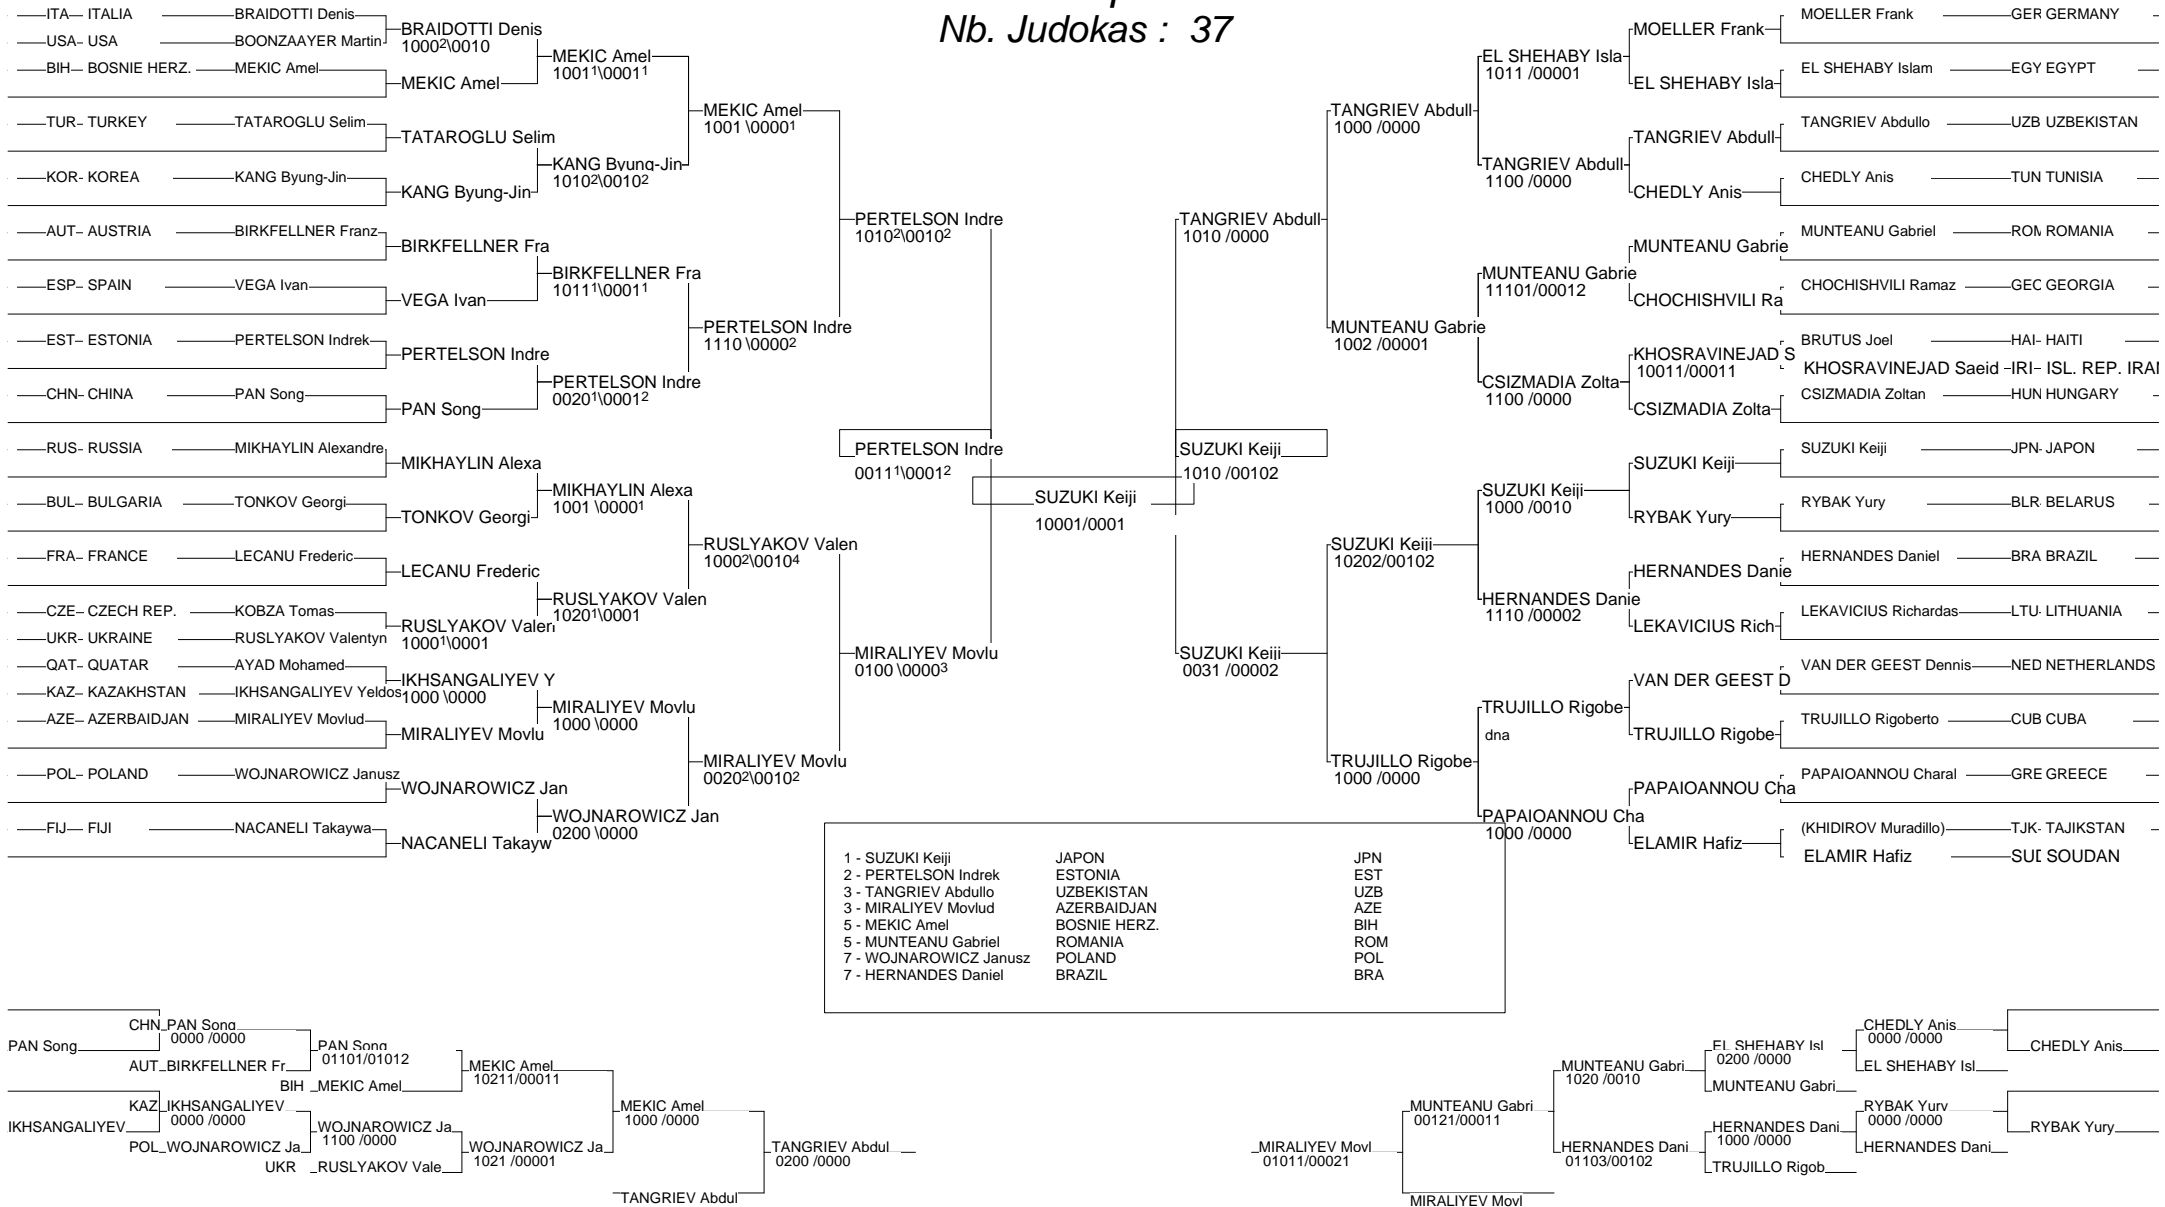 Nb. Judokas : 37
ITA ITALIA BRAIDOTTI Denis
USA USA BOONZAAYER Martin
BIH BOSNIE HERZ. MEKIC Amel
TUR TURKEY TATAROGLU Selim
KOR KOREA KANG Byung-Jin
AUT AUSTRIA BIRKFELLNER Franz
ESP SPAIN VEGA Ivan
EST ESTONIA PERTELSON Indrek
CHN CHINA PAN Song
RUS RUSSIA MIKHAYLIN Alexandre
BUL BULGARIA TONKOV Georgi
FRA FRANCE LECANU Frederic
CZE CZECH REP. KOBZA Tomas
UKR UKRAINE RUSLYAKOV Valentyn
QAT QUATAR AYAD Mohamed
KAZ KAZAKHSTAN IKHSANGALIYEV Yeldos
AZE AZERBAIDJAN MIRALIYEV Movlud
POL POLAND WOJNAROWICZ Janusz
FIJ FIJI NACANELI Takaywa
BRAIDOTTI Denis
1000²\0010
MEKIC Amel
TATAROGLU Selim
KANG Byung-Jin
BIRKFELLNER Fra
VEGA Ivan
PERTELSON Indre
PAN Song
MIKHAYLIN Alexa
TONKOV Georgi
LECANU Frederic
RUSLYAKOV Valen
1000¹\0001
IKHSANGALIYEV Y
1000 \0000
MIRALIYEV Movlu
WOJNAROWICZ Jan
NACANELI Takayw
MEKIC Amel
1001¹\0001¹
KANG Byung-Jin
1010²\0010²
BIRKFELLNER Fra
1011¹\0001¹
PERTELSON Indre
0020¹\0001²
MIKHAYLIN Alexa
1001 \0000¹
RUSLYAKOV Valen
1020¹\0001
MIRALIYEV Movlu
1000 \0000
WOJNAROWICZ Jan
0200 \0000
MEKIC Amel
1001 \0000¹
PERTELSON Indre
1110 \0000²
RUSLYAKOV Valen
1000²\0010⁴
MIRALIYEV Movlu
0020²\0010²
PERTELSON Indre
1010²\0010²
MIRALIYEV Movlu
0100 \0000³
PERTELSON Indre
0011¹\0001²
SUZUKI Keiji
10001/0001
SUZUKI Keiji
1010 /00102
TANGRIEV Abdull
1010 /0000
SUZUKI Keiji
0031 /00002
TANGRIEV Abdull
1000 /0000
MUNTEANU Gabrie
1002 /00001
SUZUKI Keiji
10202/00102
TRUJILLO Rigobe
1000 /0000
EL SHEHABY Isla
1011 /00001
TANGRIEV Abdull
1100 /0000
MUNTEANU Gabrie
11101/00012
CSIZMADIA Zolta
1100 /0000
SUZUKI Keiji
1000 /0010
HERNANDES Danie
1110 /00002
TRUJILLO Rigobe
dna
PAPAIOANNOU Cha
1000 /0000
MOELLER Frank
EL SHEHABY Isla
TANGRIEV Abdull
CHEDLY Anis
MUNTEANU Gabrie
CHOCHISHVILI Ra
KHOSRAVINEJAD S
10011/00011
CSIZMADIA Zolta
SUZUKI Keiji
RYBAK Yury
HERNANDES Danie
LEKAVICIUS Rich
VAN DER GEEST D
TRUJILLO Rigobe
PAPAIOANNOU Cha
ELAMIR Hafiz
MOELLER Frank GER GERMANY
EL SHEHABY Islam EGY EGYPT
TANGRIEV Abdullo UZB UZBEKISTAN
CHEDLY Anis TUN TUNISIA
MUNTEANU Gabriel ROM ROMANIA
CHOCHISHVILI Ramaz GEO GEORGIA
BRUTUS Joel HAI HAITI
KHOSRAVINEJAD Saeid IRI ISL. REP. IRAN
CSIZMADIA Zoltan HUN HUNGARY
SUZUKI Keiji JPN JAPON
RYBAK Yury BLR BELARUS
HERNANDES Daniel BRA BRAZIL
LEKAVICIUS Richardas LTU LITHUANIA
VAN DER GEEST Dennis NED NETHERLANDS
TRUJILLO Rigoberto CUB CUBA
PAPAIOANNOU Charal GRE GREECE
(KHIDIROV Muradillo) TJK TAJIKSTAN
ELAMIR Hafiz SUD SOUDAN
1 - SUZUKI Keiji JAPON JPN
2 - PERTELSON Indrek ESTONIA EST
3 - TANGRIEV Abdullo UZBEKISTAN UZB
3 - MIRALIYEV Movlud AZERBAIDJAN AZE
5 - MEKIC Amel BOSNIE HERZ. BIH
5 - MUNTEANU Gabriel ROMANIA ROM
7 - WOJNAROWICZ Janusz POLAND POL
7 - HERNANDES Daniel BRAZIL BRA
PAN Song
IKHSANGALIYEV
CHN PAN Song
0000 /0000
AUT BIRKFELLNER Fr
KAZ IKHSANGALIYEV
0000 /0000
POL WOJNAROWICZ Ja
PAN Song
01101/01012
BIH MEKIC Amel
WOJNAROWICZ Ja
1100 /0000
UKR RUSLYAKOV Vale
MEKIC Amel
10211/00011
WOJNAROWICZ Ja
1021 /00001
MEKIC Amel
1000 /0000
TANGRIEV Abdul
TANGRIEV Abdul
0200 /0000
MIRALIYEV Movl
01011/00021
MUNTEANU Gabri
00121/00011
MIRALIYEV Movl
MUNTEANU Gabri
1020 /0010
HERNANDES Dani
01103/00102
EL SHEHABY Isl
0200 /0000
MUNTEANU Gabri
HERNANDES Dani
1000 /0000
TRUJILLO Rigob
CHEDLY Anis
0000 /0000
EL SHEHABY Isl
RYBAK Yury
0000 /0000
HERNANDES Dani
CHEDLY Anis
RYBAK Yury